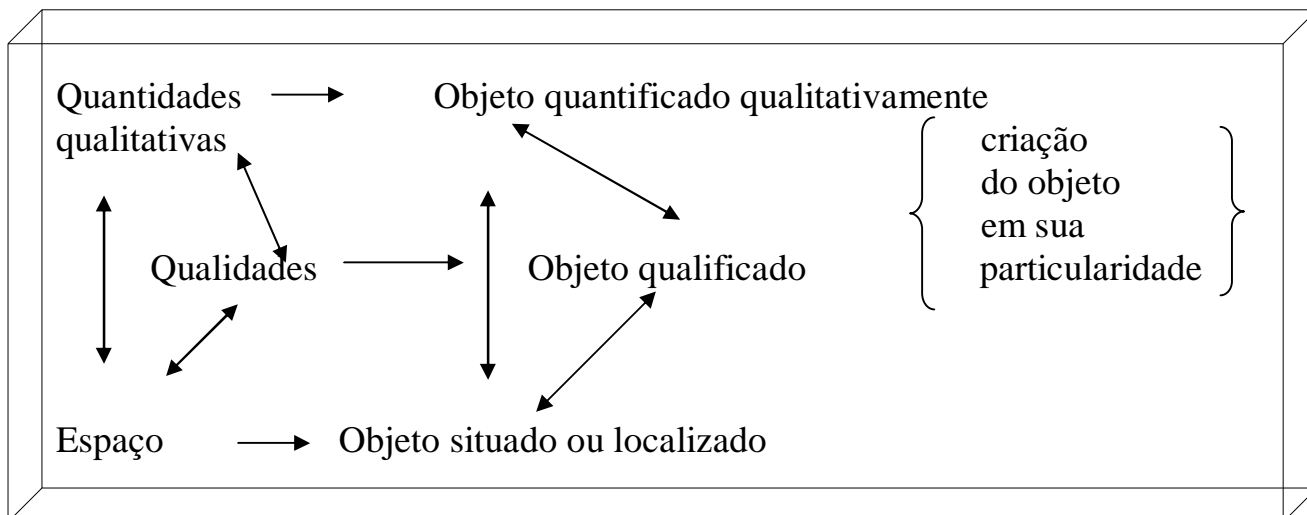 Quantidades
qualitativas
Objeto quantificado qualitativamente
criação
do objeto
em sua
particularidade
Qualidades
Objeto qualificado
Espaço
Objeto situado ou localizado